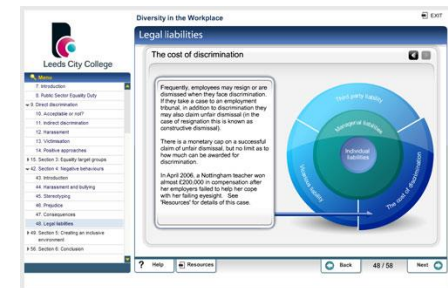 Diversity in the Workplace
EXIT
Legal liabilities
Leeds City College
The cost of discrimination
Menu
7. Introduction
8. Public Sector Equality Duty
9. Direct discrimination
10. Acceptable or not?
11. Indirect discrimination
12. Harassment
13. Victimisation
14. Positive approaches
15. Section 3: Equality target groups
42. Section 4: Negative behaviours
43. Introduction
44. Harassment and bullying
45. Stereotyping
46. Prejudice
47. Consequences
48. Legal liabilities
49. Section 5: Creating an inclusive
environment
56. Section 6: Conclusion
Frequently, employees may resign or are
dismissed when they face discrimination.
If they take a case to an employment
tribunal, in addition to discrimination they
may also claim unfair dismissal (in the
case of resignation this is known as
constructive dismissal).
There is a monetary cap on a successful
claim of unfair dismissal, but no limit as to
how much can be awarded for
discrimination.
In April 2006, a Nottingham teacher won
almost £200,000 in compensation after
her employers failed to help her cope
with her failing eyesight. See
'Resources' for details of this case.
Third party liability
Managerial liabilities
Individual
liabilities
Vicarious liability
The cost of discrimination
? Help
Resources
Back
48 / 58
Next